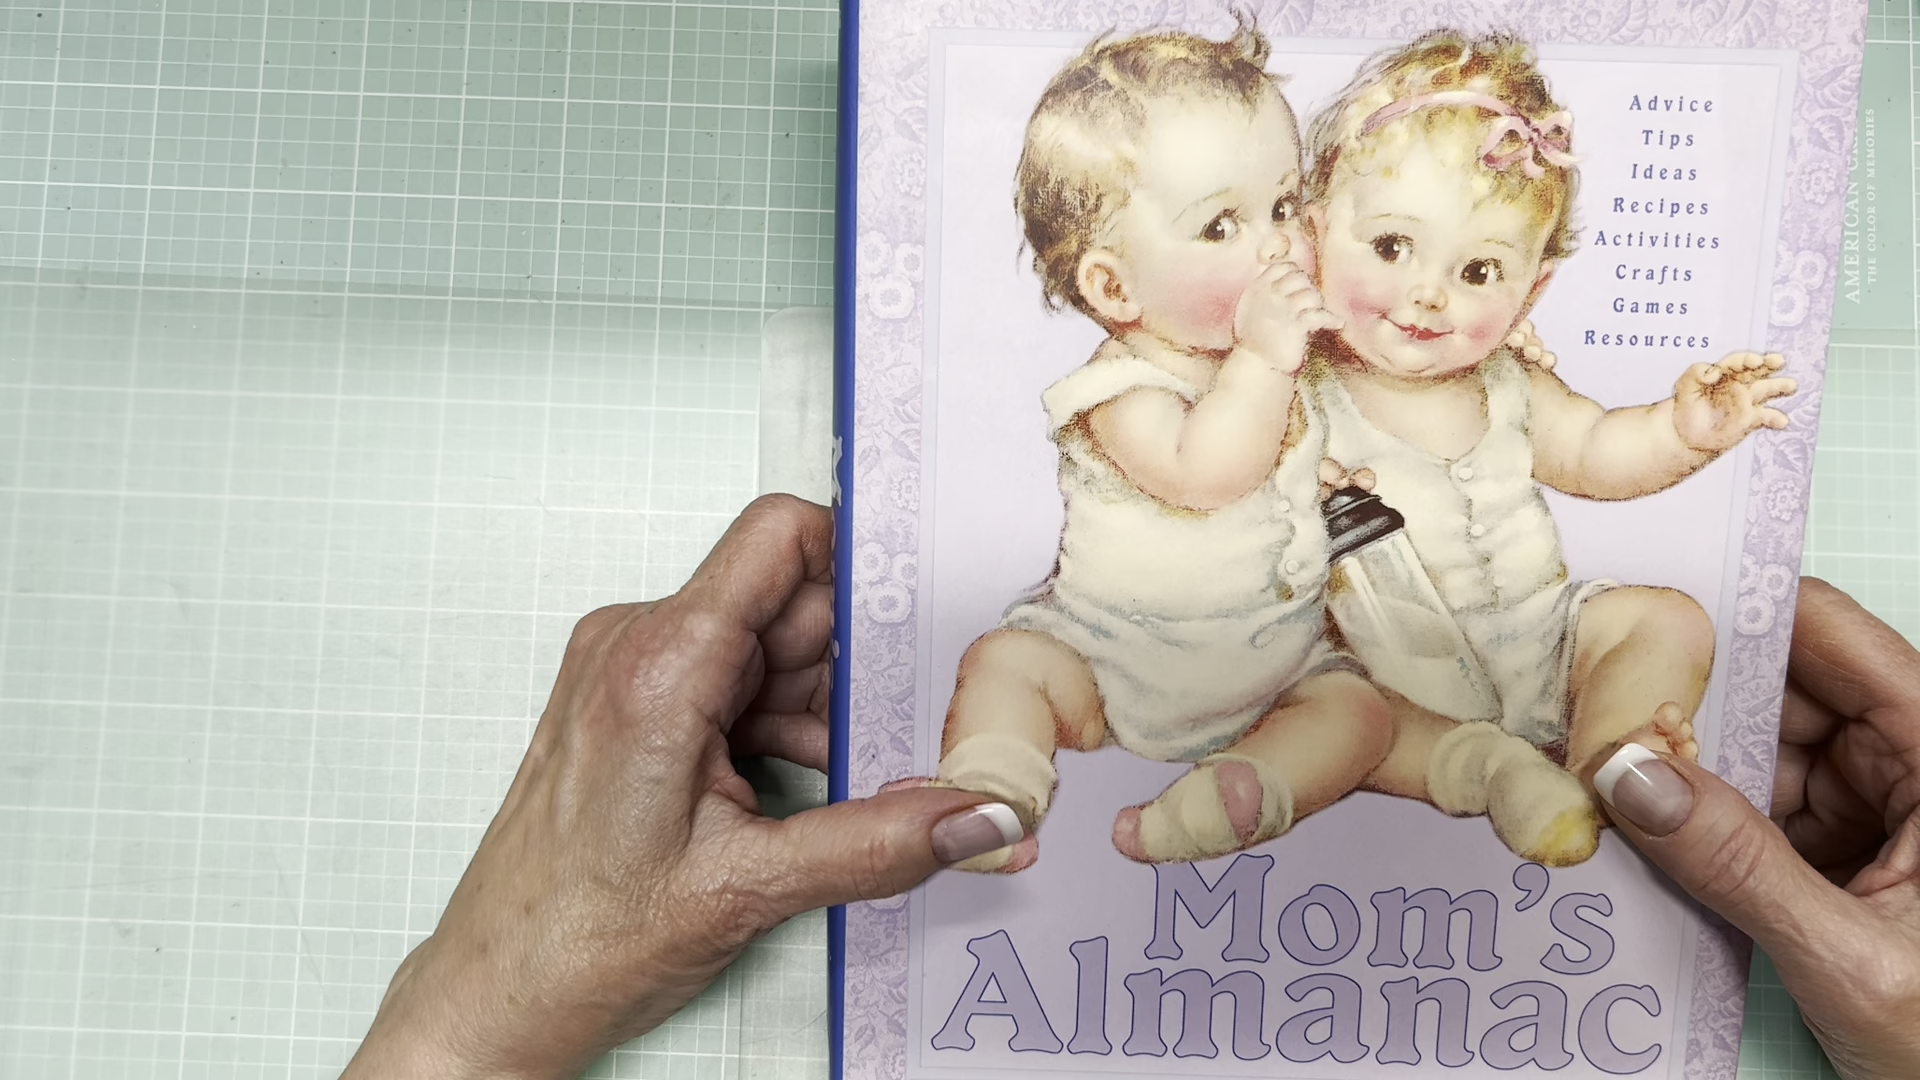 Advice
Tips
Ideas
Recipes
Activities
Crafts
Games
Resources
AMERICAN
THE COLOR OF MEMORIES
Mom's
Almanac